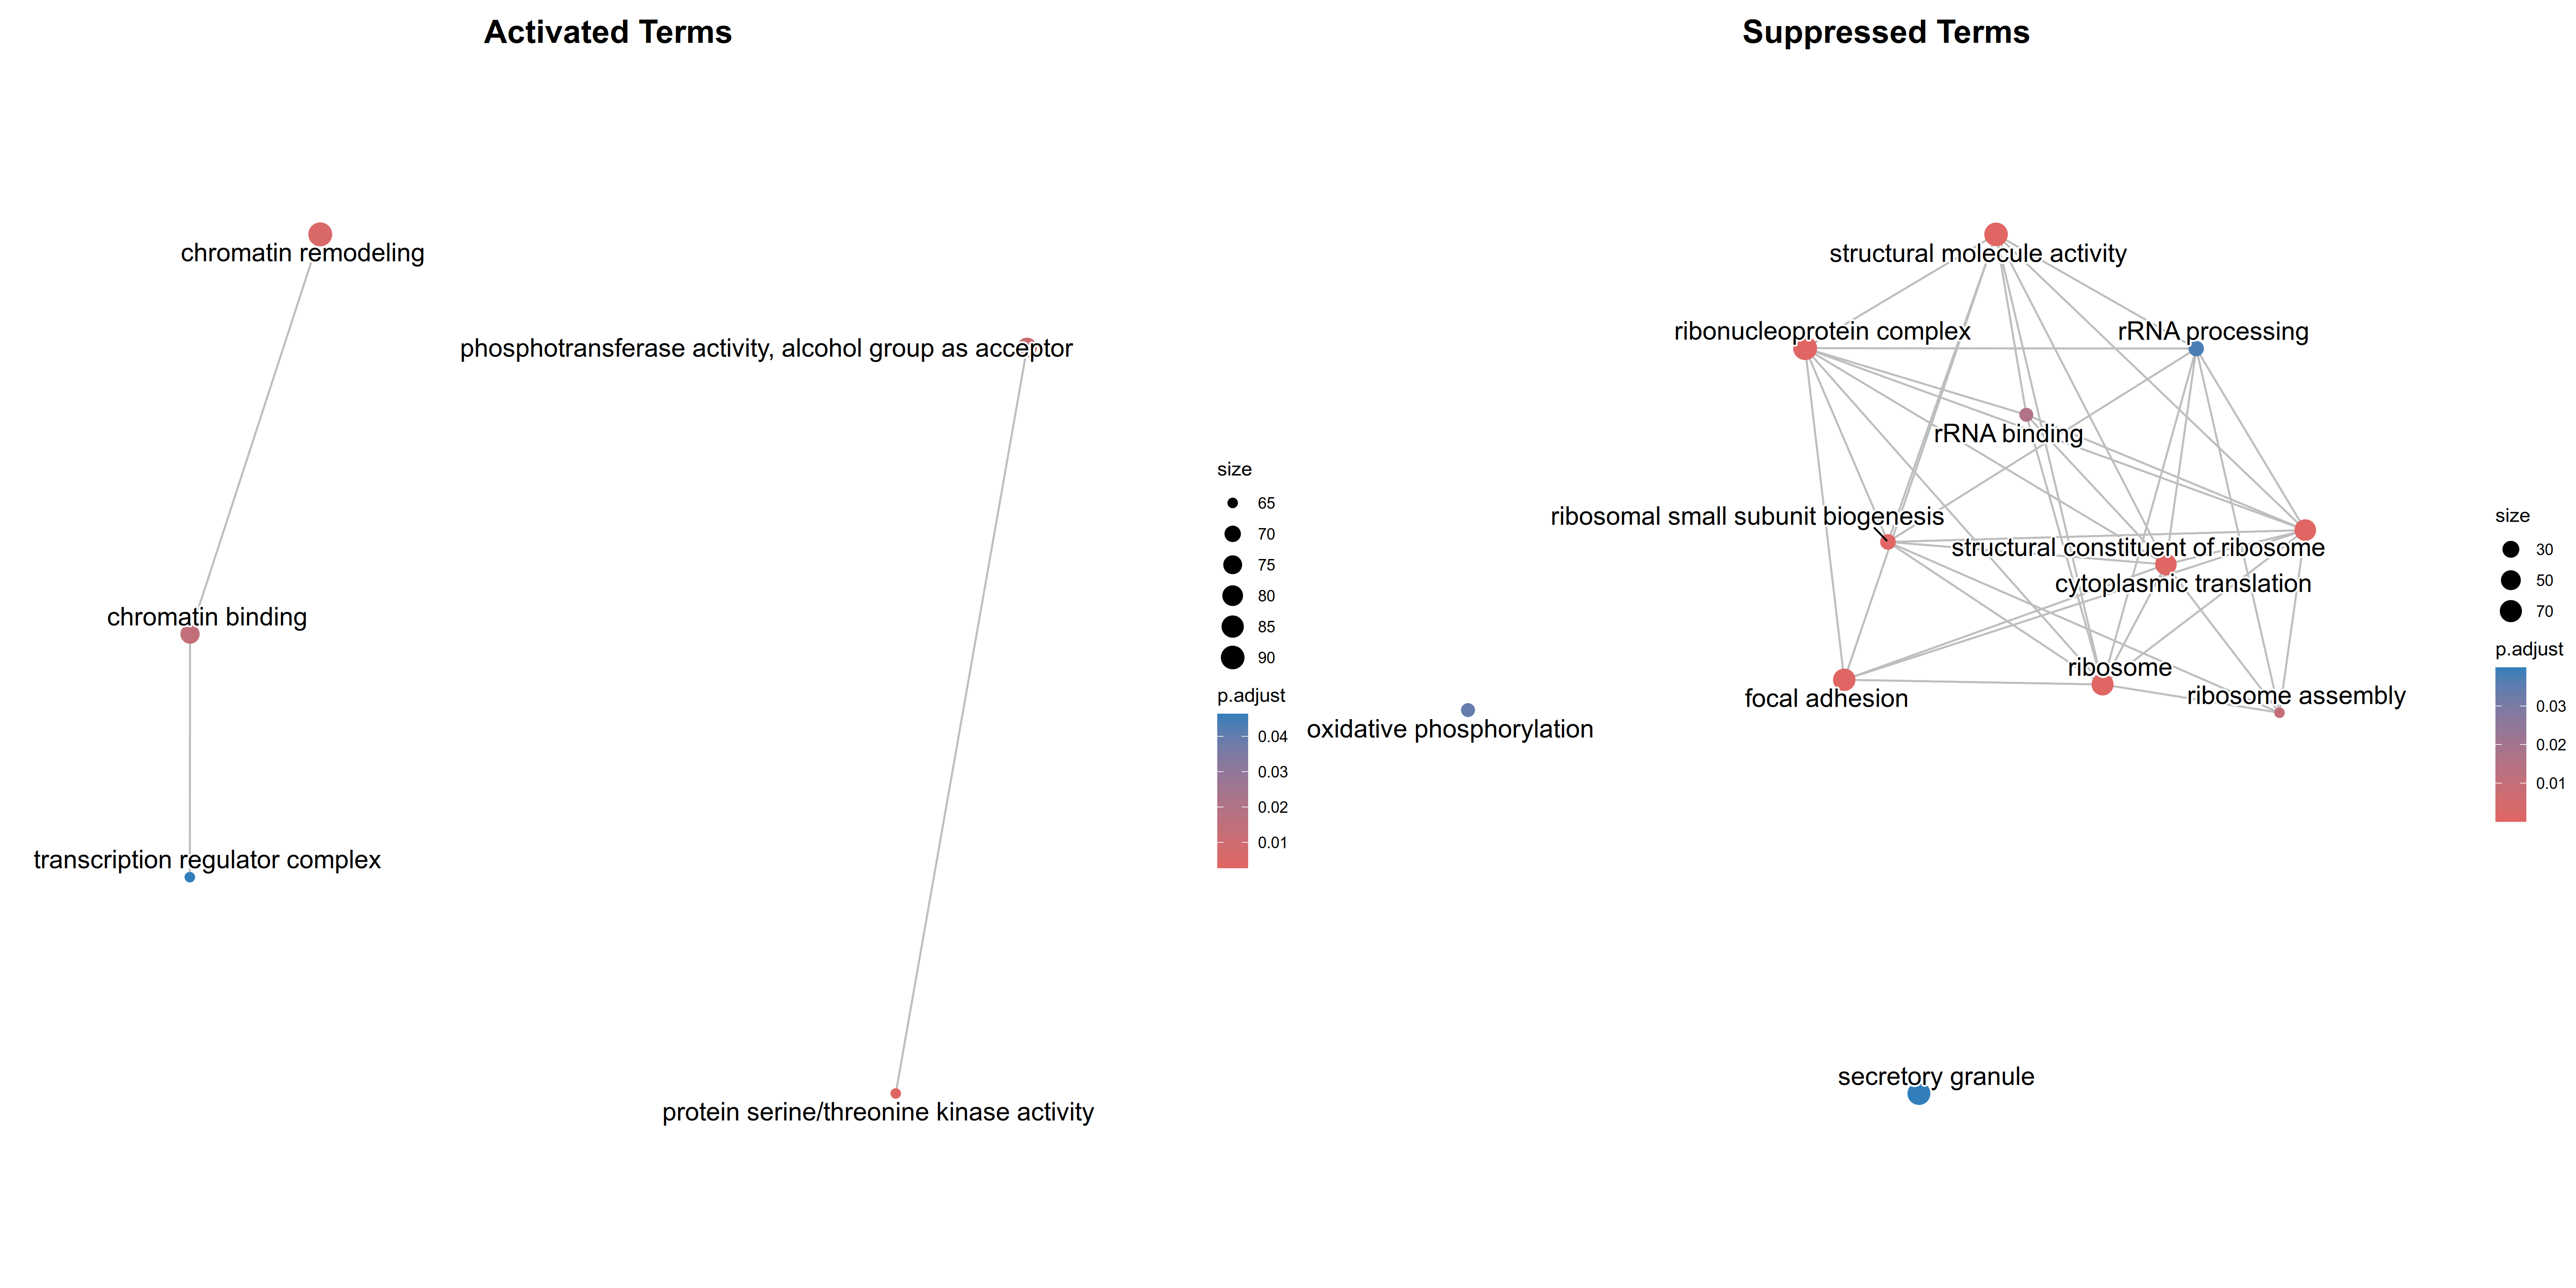 Activated Terms
chromatin remodeling
phosphotransferase activity, alcohol group as acceptor
chromatin binding
transcription regulator complex
protein serine/threonine kinase activity
size
65
70
75
80
85
90
p.adjust
0.04
0.03
0.02
0.01
Suppressed Terms
structural molecule activity
ribonucleoprotein complex
rRNA processing
rRNA binding
ribosomal small subunit biogenesis
structural constituent of ribosome
cytoplasmic translation
ribosome
focal adhesion
ribosome assembly
oxidative phosphorylation
secretory granule
size
30
50
70
p.adjust
0.03
0.02
0.01